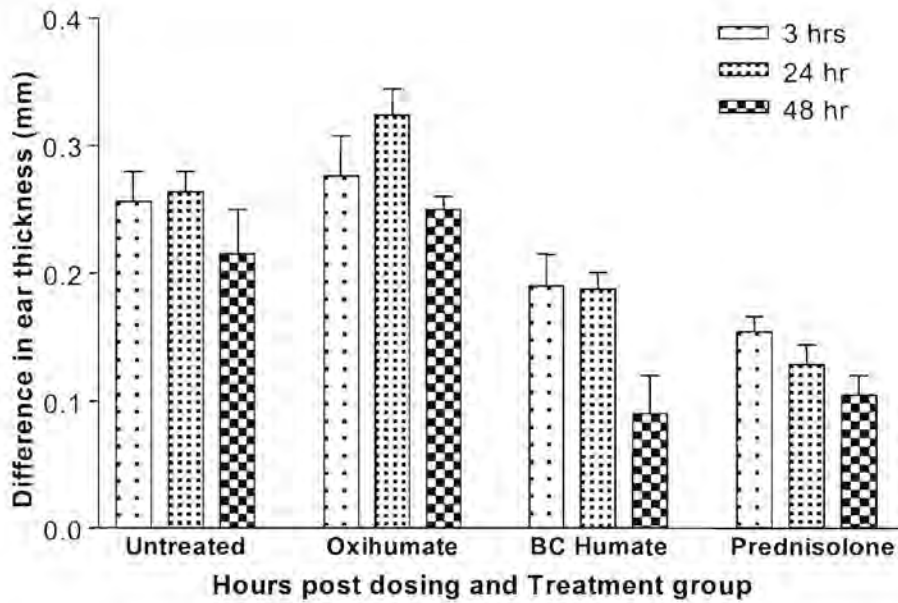 3 hrs
24 hr
48 hr
Difference in ear thickness (mm)
0.4
0.3
0.2
0.1
0.0
Untreated Oxihumate BC Humate Prednisolone
Hours post dosing and Treatment group